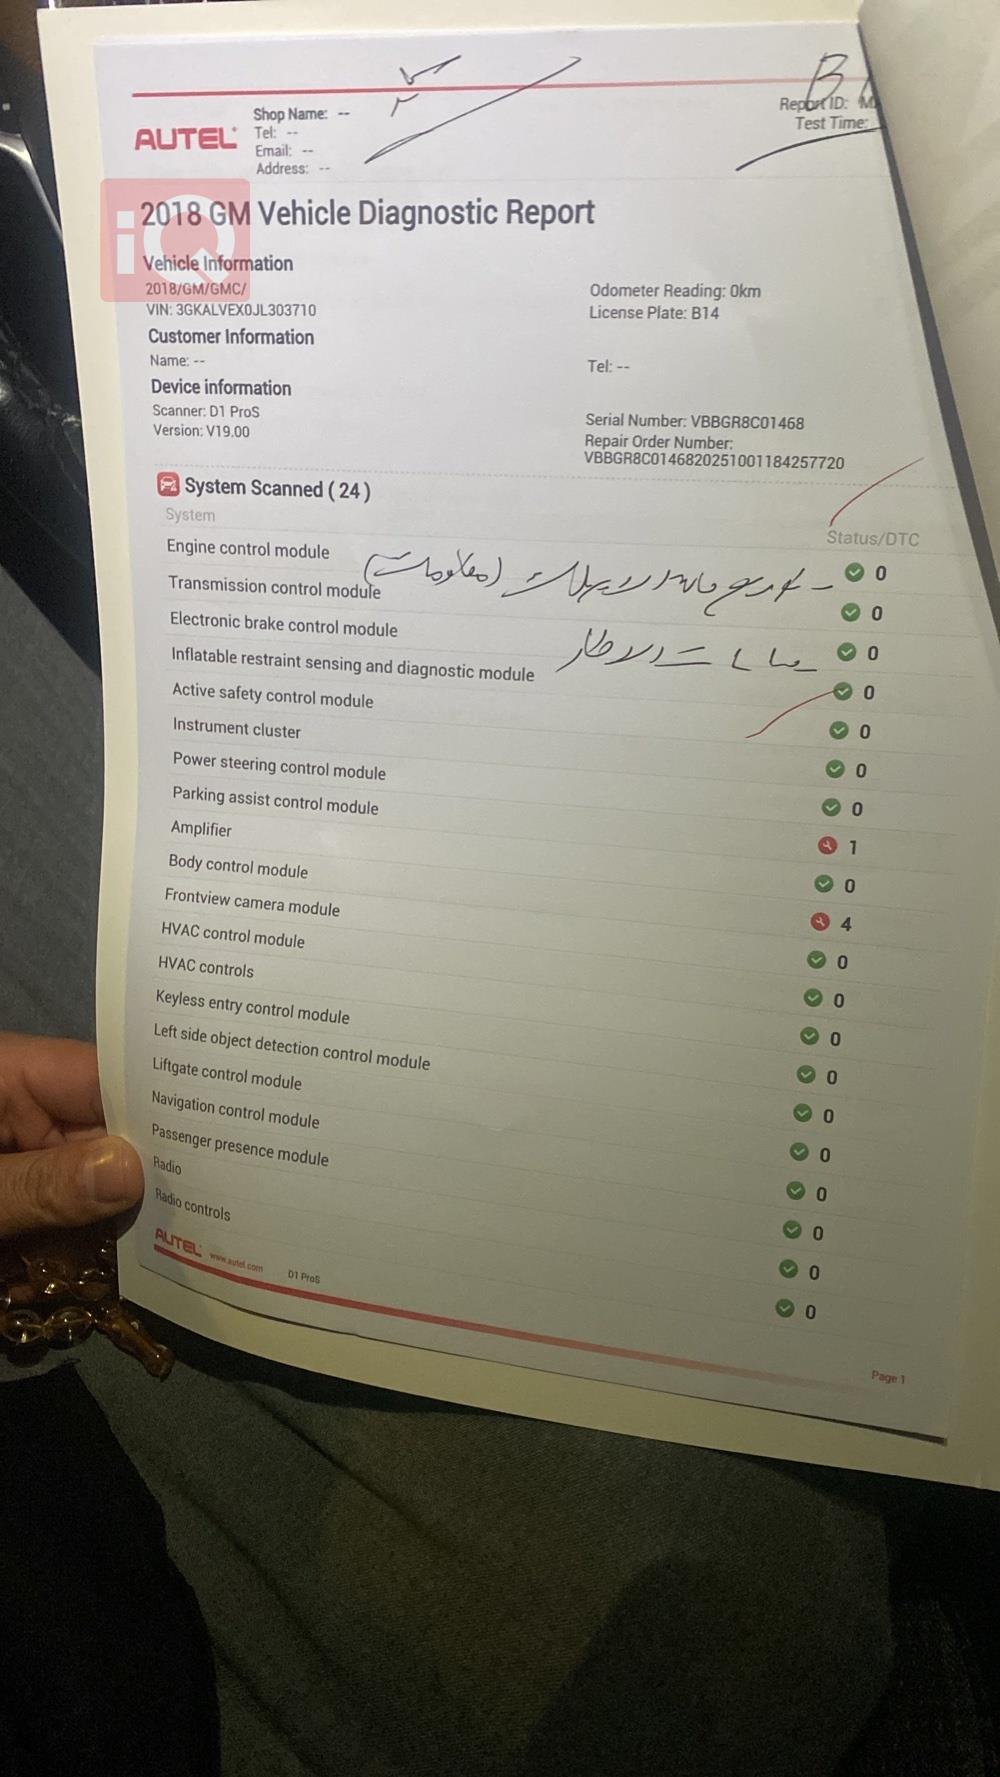 AUTEL
Shop Name: --
Tel: --
Email: --
Address: --
Report ID:
Test Time:
iQ
2018 GM Vehicle Diagnostic Report
Vehicle Information
2018/GM/GMC/
VIN: 3GKALVEX0JL303710
Odometer Reading: 0km
License Plate: B14
Customer Information
Name: --
Tel: --
Device information
Scanner: D1 ProS
Version: V19.00
Serial Number: VBBGR8C01468
Repair Order Number:
VBBGR8C0146820251001184257720
System Scanned ( 24 )
System
Status/DTC
Engine control module 0
Transmission control module 0
Electronic brake control module 0
Inflatable restraint sensing and diagnostic module 0
Active safety control module 0
Instrument cluster 0
Power steering control module 0
Parking assist control module 1
Amplifier 0
Body control module 4
Frontview camera module 0
HVAC control module 0
HVAC controls 0
Keyless entry control module 0
Left side object detection control module 0
Liftgate control module 0
Navigation control module 0
Passenger presence module 0
Radio 0
Radio controls 0
AUTEL www.autel.com D1 ProS
Page 1